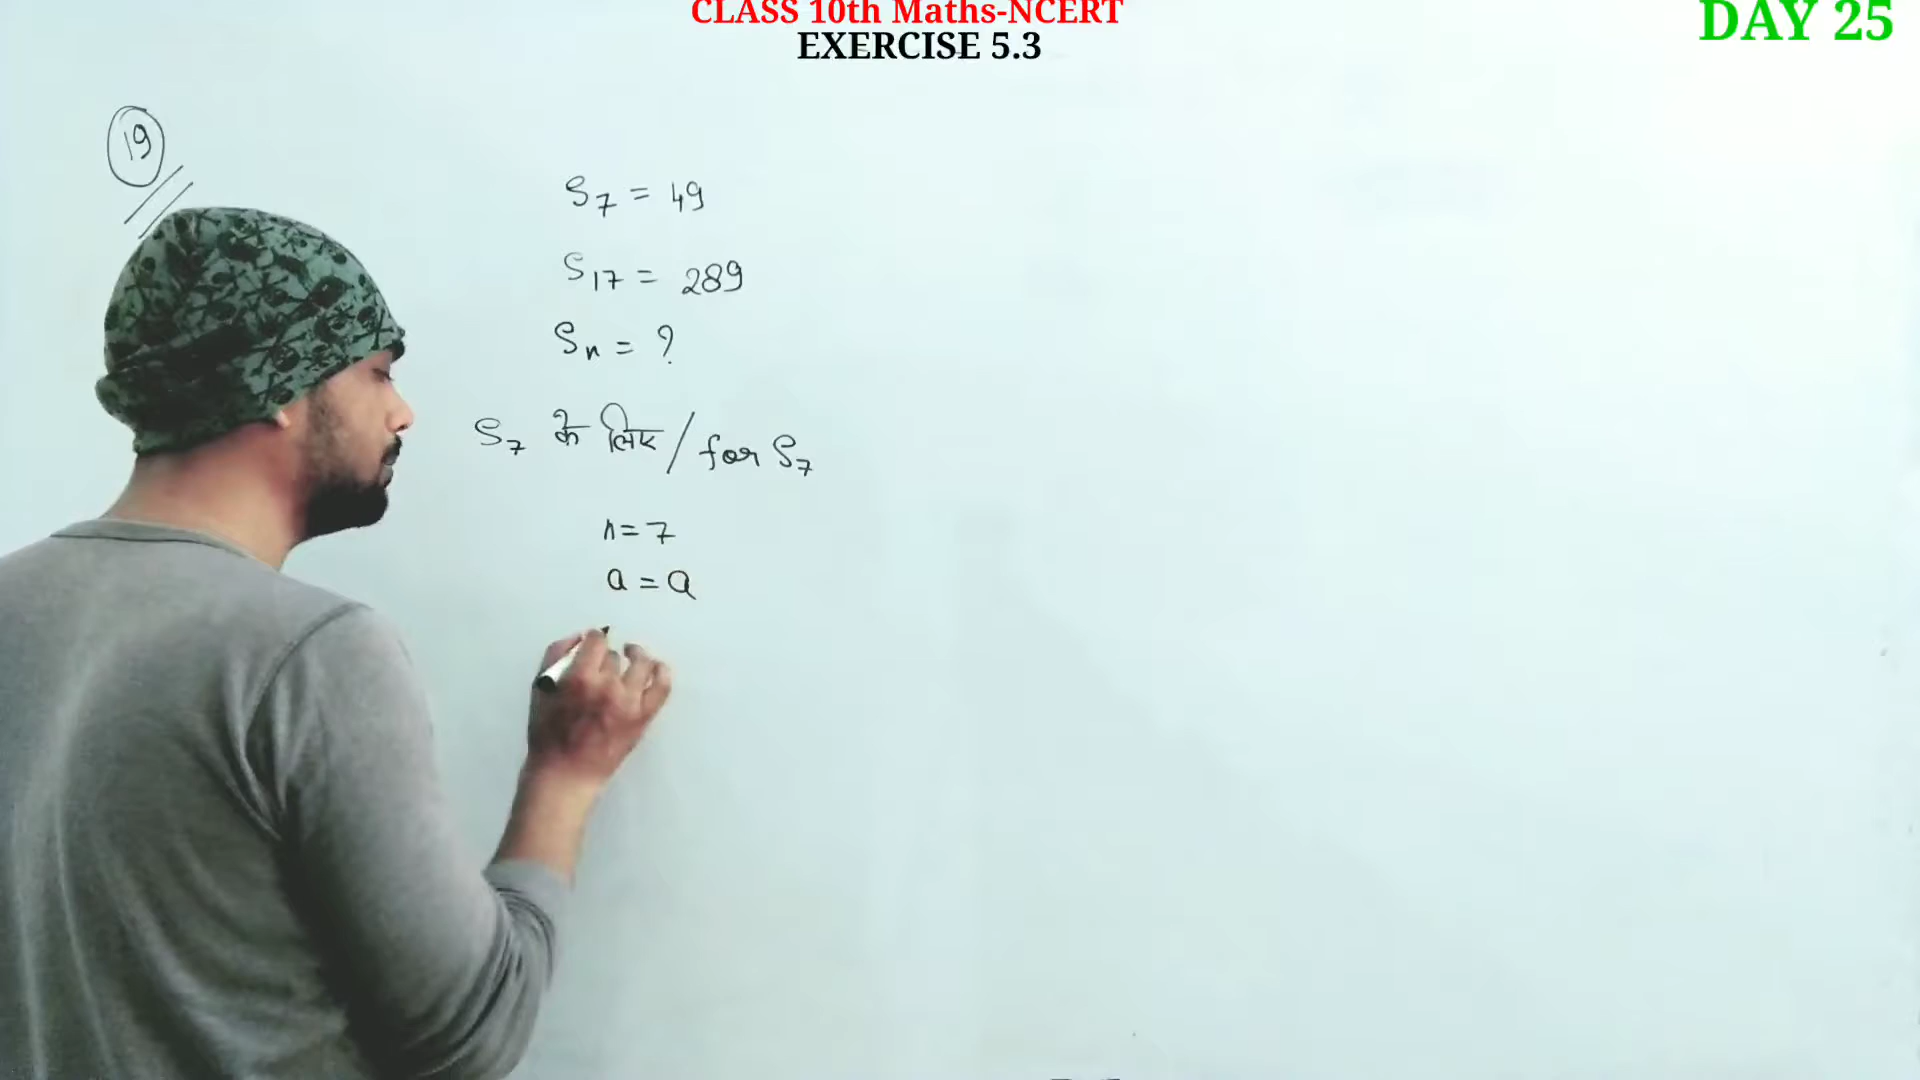 CLASS 10th Maths-NCERT
EXERCISE 5.3
DAY 25
19
S₇ = 49
S₁₇ = 289
Sₙ = ?
S₇ के लिए / for S₇
n = 7
a = a